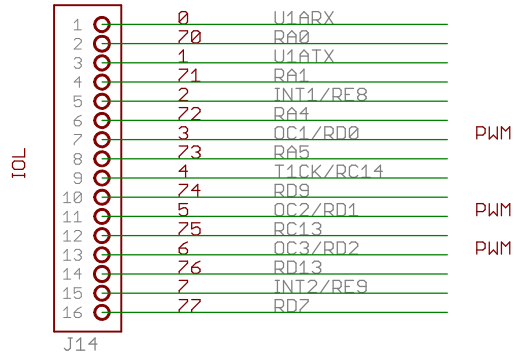 IOL
1 0 U1ARX
2 70 RA0
3 1 U1ATX
4 71 RA1
5 2 INT1/RE8
6 72 RA4
7 3 OC1/RD0 PWM
8 73 RA5
9 4 T1CK/RC14
10 74 RD9
11 5 OC2/RD1 PWM
12 75 RC13
13 6 OC3/RD2 PWM
14 76 RD13
15 7 INT2/RE9
16 77 RD7
J14